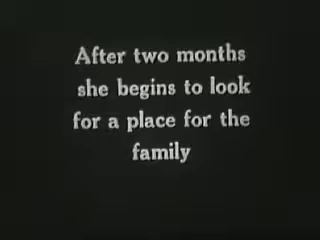 After two months
she begins to look
for a place for the
family